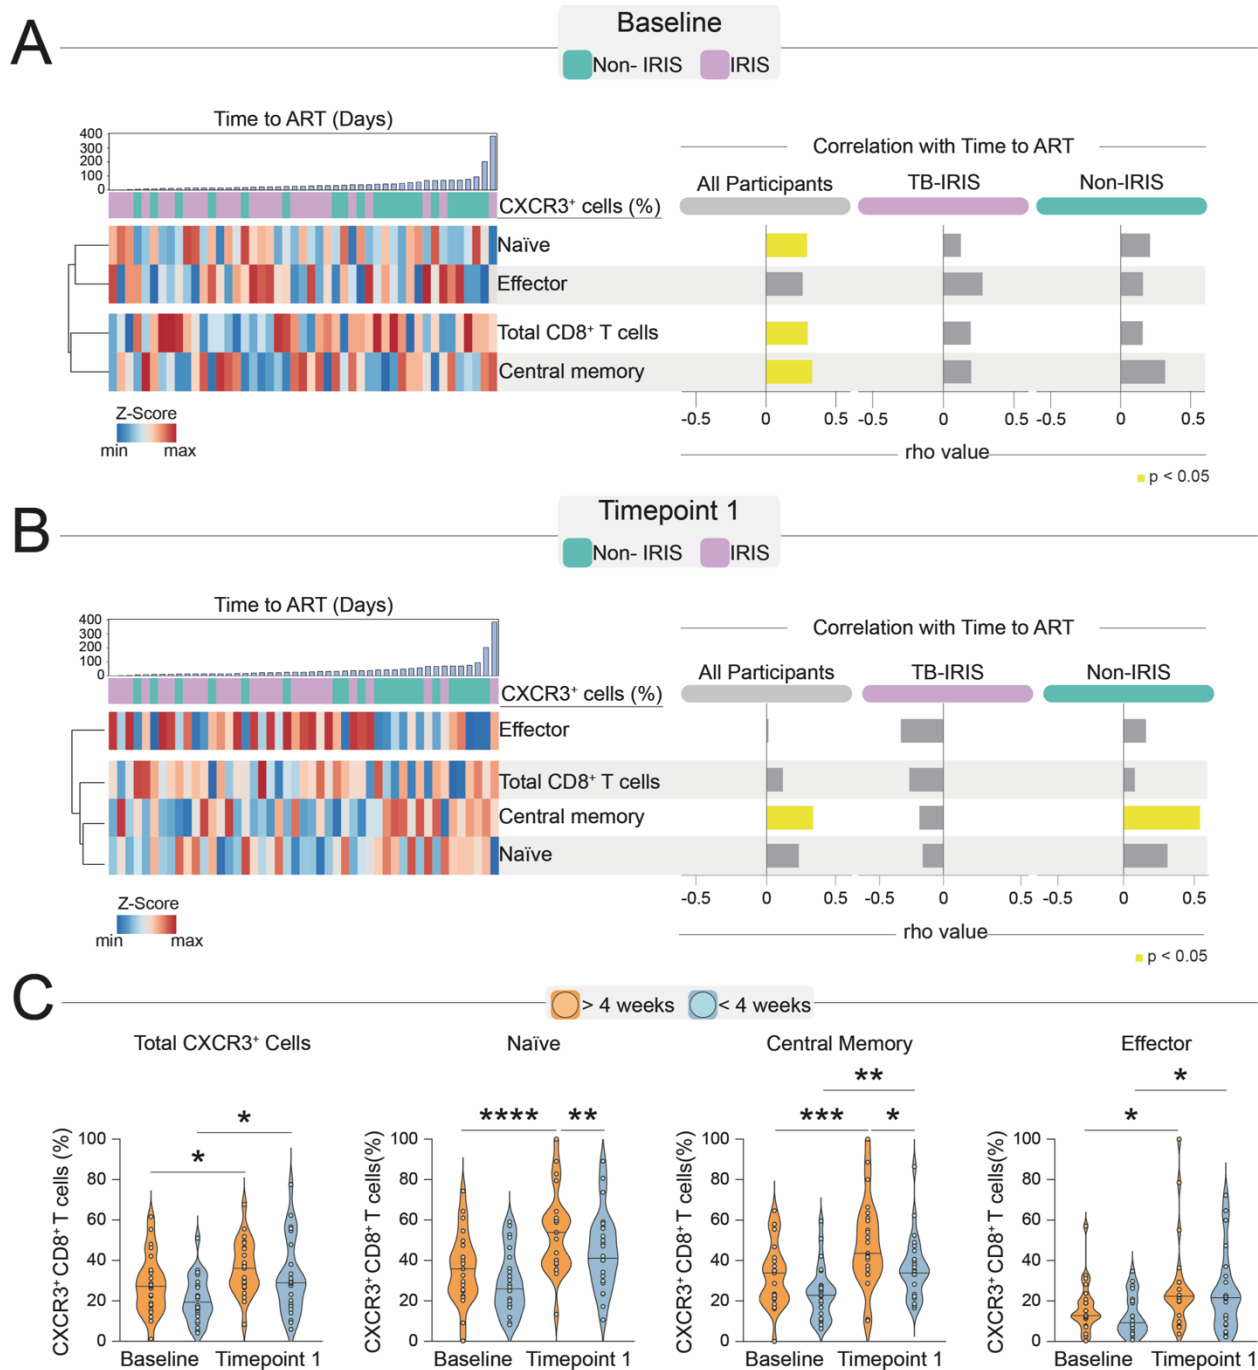 A
Baseline
Non- IRIS IRIS
Time to ART (Days)
400
300
200
100
0
CXCR3⁺ cells (%)
Naïve
Effector
Total CD8⁺ T cells
Central memory
Z-Score
min max
Correlation with Time to ART
All Participants TB-IRIS Non-IRIS
-0.5 0 0.5 -0.5 0 0.5 -0.5 0 0.5
rho value
p < 0.05
B
Timepoint 1
Non- IRIS IRIS
Time to ART (Days)
400
300
200
100
0
CXCR3⁺ cells (%)
Effector
Total CD8⁺ T cells
Central memory
Naïve
Z-Score
min max
Correlation with Time to ART
All Participants TB-IRIS Non-IRIS
-0.5 0 0.5 -0.5 0 0.5 -0.5 0 0.5
rho value
p < 0.05
C
> 4 weeks < 4 weeks
Total CXCR3⁺ Cells
CXCR3⁺ CD8⁺ T cells (%)
100
80
60
40
20
0
* *
Baseline Timepoint 1
Naïve
CXCR3⁺ CD8⁺ T cells(%)
100
80
60
40
20
0
**** **
Baseline Timepoint 1
Central Memory
CXCR3⁺ CD8⁺ T cells(%)
100
80
60
40
20
0
**
*** *
Baseline Timepoint 1
Effector
CXCR3⁺ CD8⁺ T cells(%)
100
80
60
40
20
0
*
*
Baseline Timepoint 1